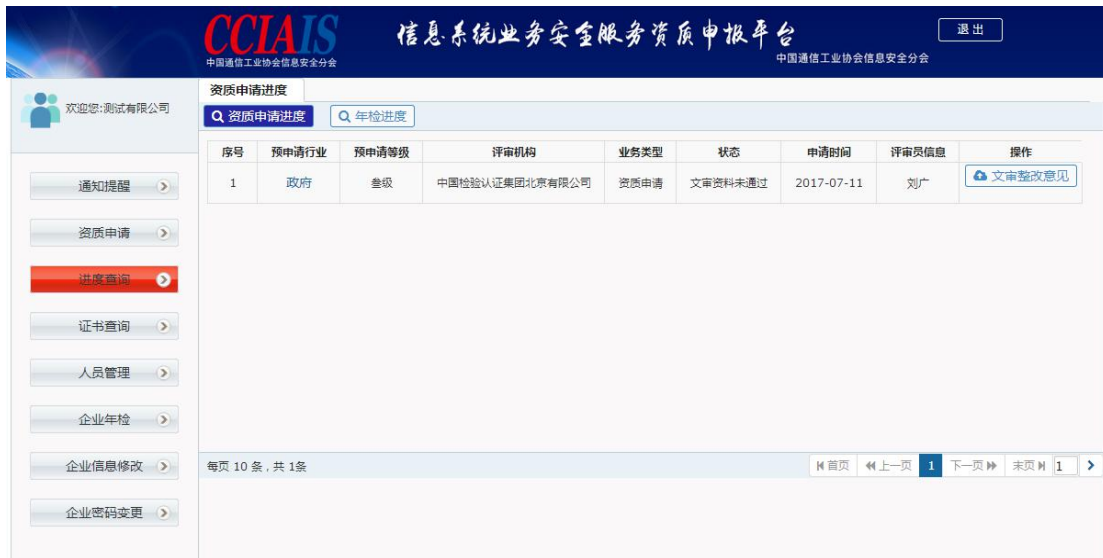 CCIAIS
中国通信工业协会信息安全分会
信息系统业务安全服务资质申报平台
中国通信工业协会信息安全分会
退出
欢迎您:测试有限公司
通知提醒
资质申请
进度查询
证书查询
人员管理
企业年检
企业信息修改
企业密码变更
资质申请进度
资质申请进度 年检进度
序号 预申请行业 预申请等级 评审机构 业务类型 状态 申请时间 评审员信息 操作
1 政府 叁级 中国检验认证集团北京有限公司 资质申请 文审资料未通过 2017-07-11 刘广 文审整改意见
每页 10 条 , 共 1条 首页 上一页 1 下一页 末页 1